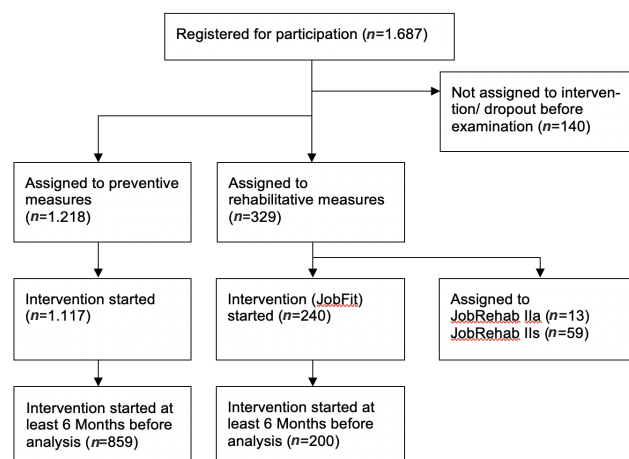 Registered for participation (n=1.687)
Not assigned to interven-
tion/ dropout before
examination (n=140)
Assigned to preventive
measures
(n=1.218)
Assigned to
rehabilitative measures
(n=329)
Intervention started
(n=1.117)
Intervention (JobFit)
started (n=240)
Assigned to
JobRehab IIa (n=13)
JobRehab IIs (n=59)
Intervention started at
least 6 Months before
analysis (n=859)
Intervention started at
least 6 Months before
analysis (n=200)